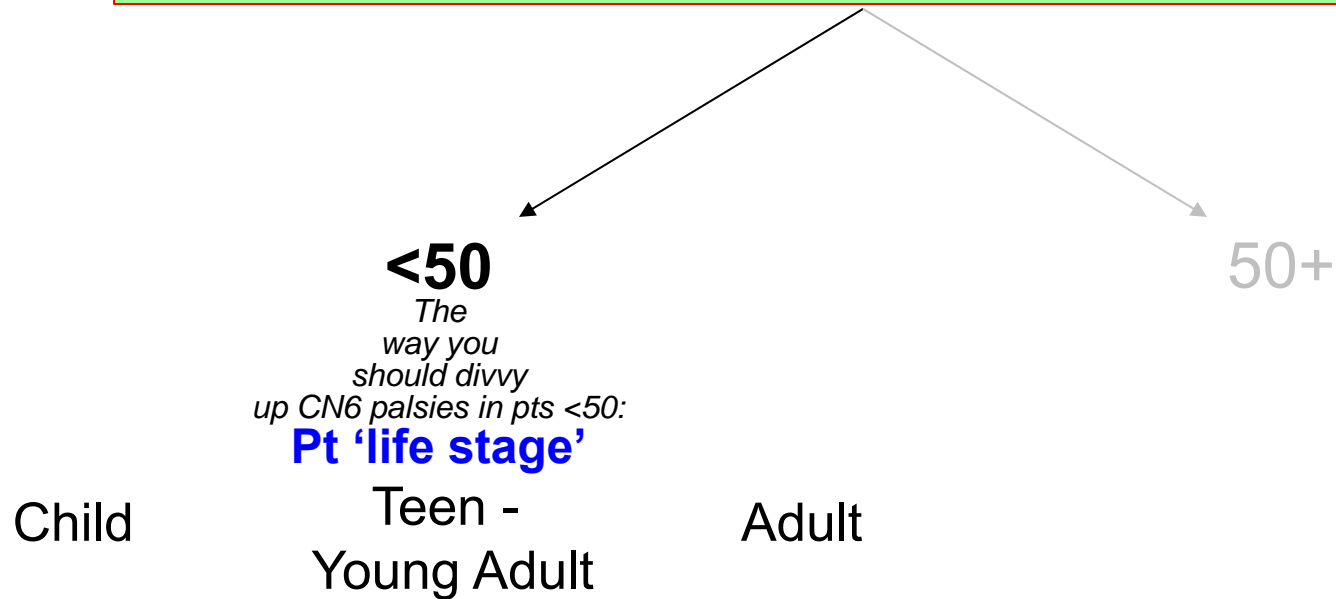 <50
50+
The
way you
should divvy
up CN6 palsies in pts <50:
Pt ‘life stage’
Child
Teen -
Young Adult
Adult